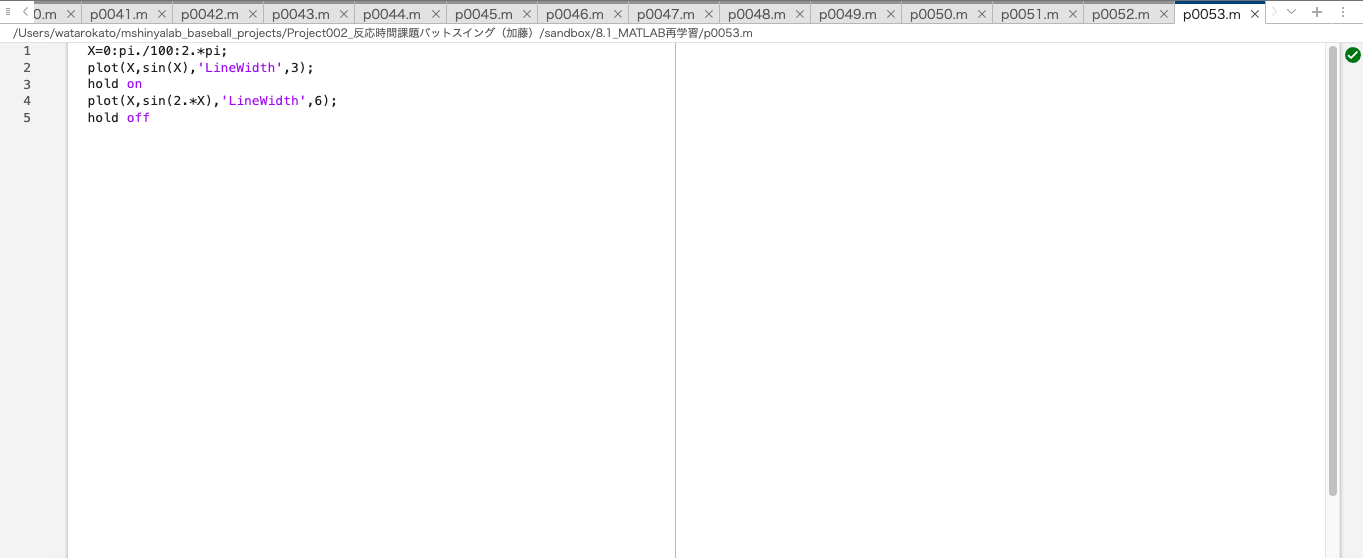 0.m p0041.m p0042.m p0043.m p0044.m p0045.m p0046.m p0047.m p0048.m p0049.m p0050.m p0051.m p0052.m p0053.m
/Users/watarokato/mshinyalab_baseball_projects/Project002_反応時間課題バットスイング（加藤）/sandbox/8.1_MATLAB再学習/p0053.m
1 X=0:pi./100:2.*pi;
2 plot(X,sin(X),'LineWidth',3);
3 hold on
4 plot(X,sin(2.*X),'LineWidth',6);
5 hold off